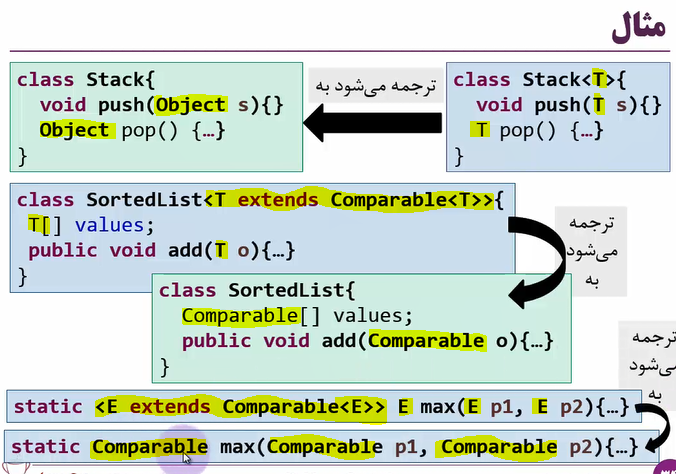 مثال
class Stack<T>{
void push(T s){}
T pop() {…}
}
ترجمه می‌شود به
class Stack{
void push(Object s){}
Object pop() {…}
}
class SortedList<T extends Comparable<T>>{
T[] values;
public void add(T o){…}
}
ترجمه
می‌شود
به
class SortedList{
Comparable[] values;
public void add(Comparable o){…}
}
static <E extends Comparable<E>> E max(E p1, E p2){…}
ترجمه
می‌شود
به
static Comparable max(Comparable p1, Comparable p2){…}